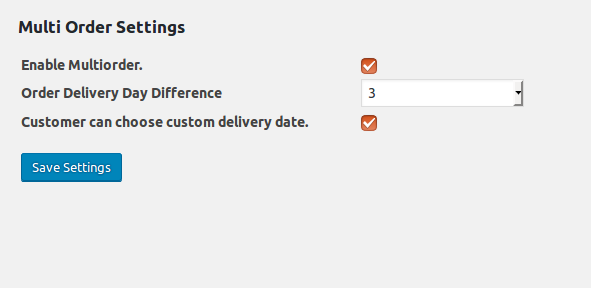 Multi Order Settings
Enable Multiorder.
Order Delivery Day Difference 3
Customer can choose custom delivery date.
Save Settings